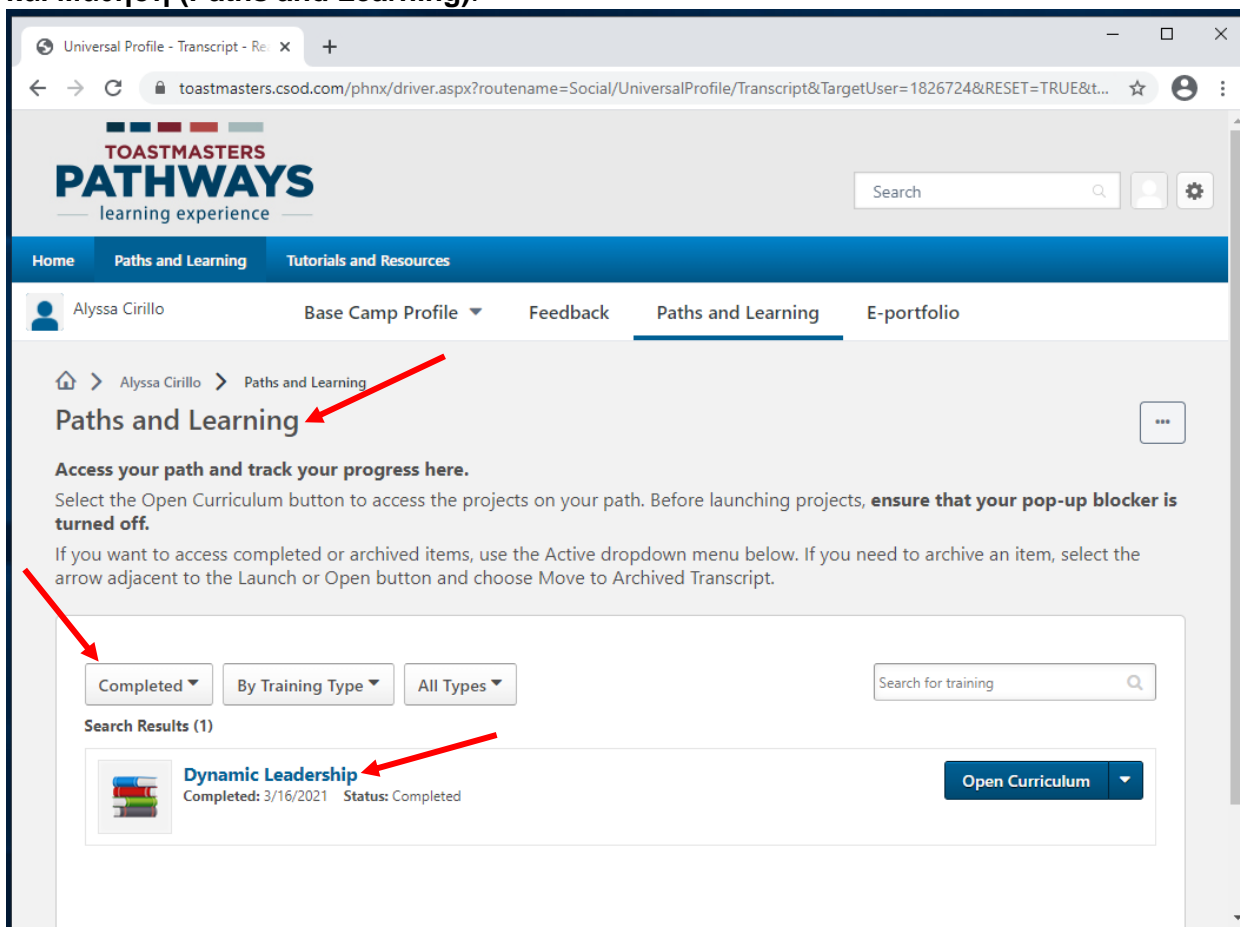 και Μάθηση (Paths and Learning).
Universal Profile - Transcript - Re
toastmasters.csod.com/phnx/driver.aspx?routename=Social/UniversalProfile/Transcript&TargetUser=1826724&RESET=TRUE&t...
TOASTMASTERS
PATHWAYS
learning experience
Search
Home Paths and Learning Tutorials and Resources
Alyssa Cirillo Base Camp Profile Feedback Paths and Learning E-portfolio
Alyssa Cirillo Paths and Learning
Paths and Learning
Access your path and track your progress here.
Select the Open Curriculum button to access the projects on your path. Before launching projects, ensure that your pop-up blocker is
turned off.
If you want to access completed or archived items, use the Active dropdown menu below. If you need to archive an item, select the
arrow adjacent to the Launch or Open button and choose Move to Archived Transcript.
Completed By Training Type All Types Search for training
Search Results (1)
Dynamic Leadership
Completed: 3/16/2021 Status: Completed
Open Curriculum